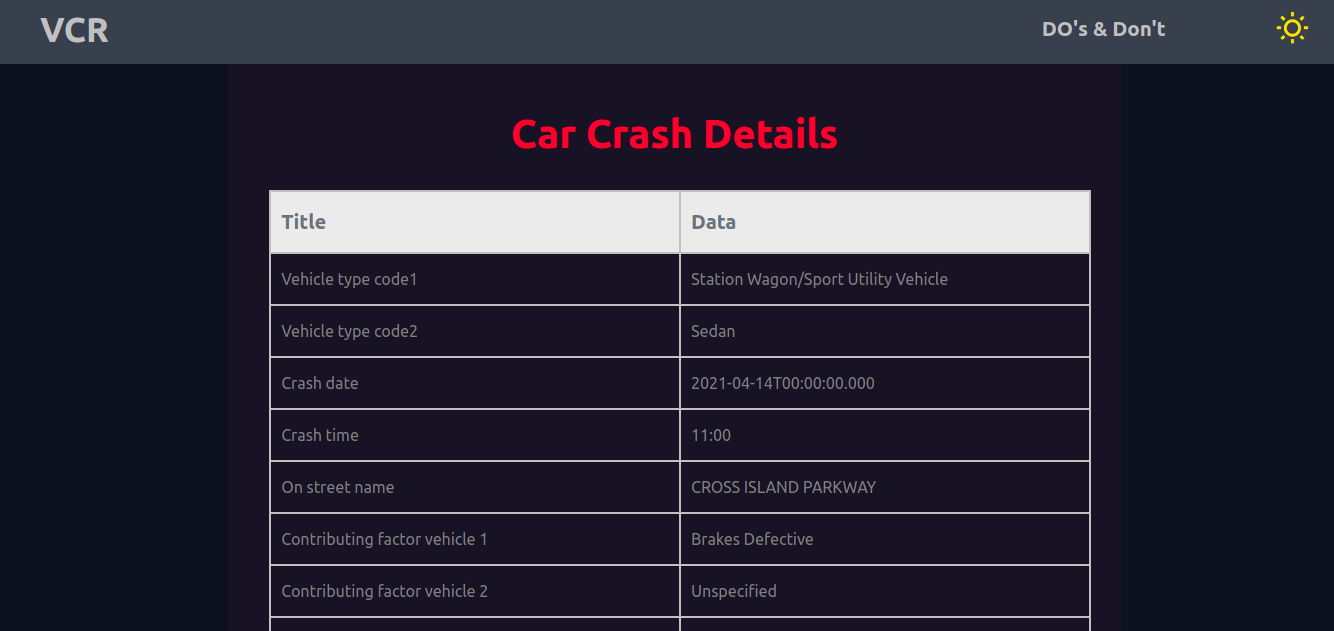 VCR
DO's & Don't
Car Crash Details
Title Data
Vehicle type code1 Station Wagon/Sport Utility Vehicle
Vehicle type code2 Sedan
Crash date 2021-04-14T00:00:00.000
Crash time 11:00
On street name CROSS ISLAND PARKWAY
Contributing factor vehicle 1 Brakes Defective
Contributing factor vehicle 2 Unspecified